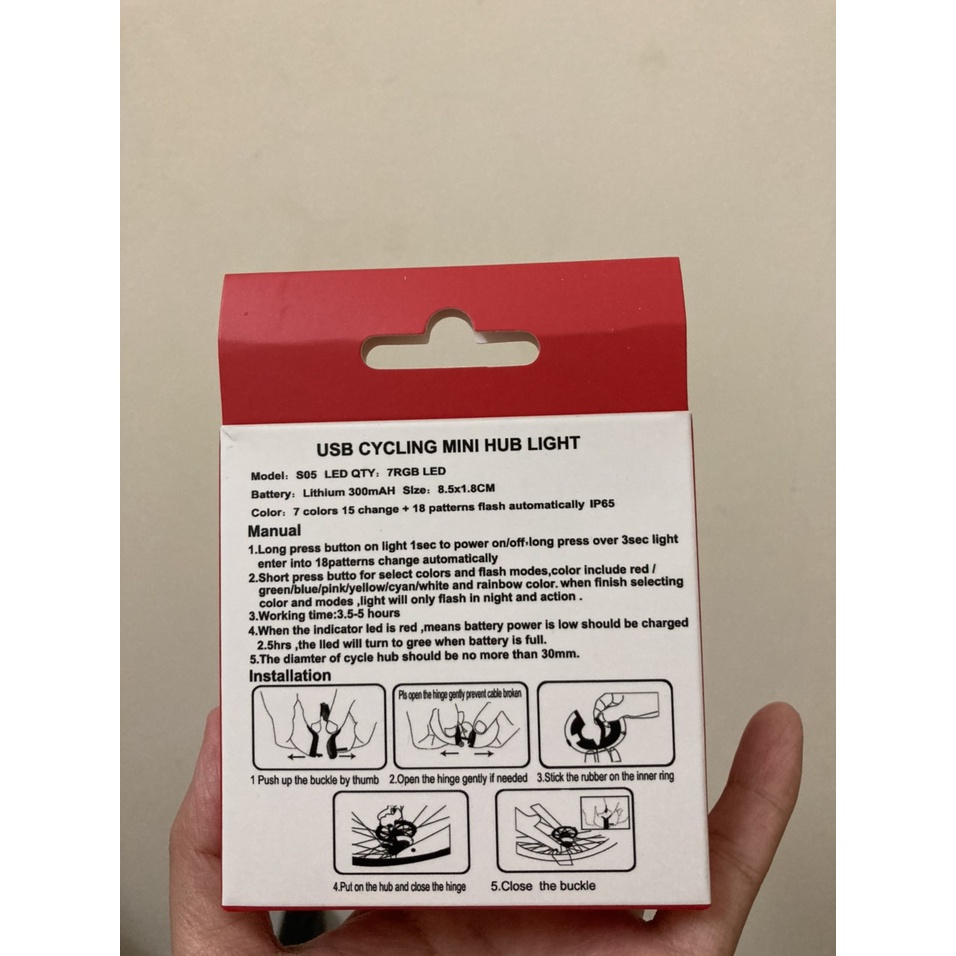 USB CYCLING MINI HUB LIGHT
Model: S05 LED QTY: 7RGB LED
Battery: Lithium 300mAH Size: 8.5x1.8CM
Color: 7 colors 15 change + 18 patterns flash automatically IP65
Manual
1.Long press button on light 1sec to power on/off,long press over 3sec light
enter into 18patterns change automatically
2.Short press butto for select colors and flash modes,color include red /
green/blue/pink/yellow/cyan/white and rainbow color. when finish selecting
color and modes ,light will only flash in night and action .
3.Working time:3.5-5 hours
4.When the indicator led is red ,means battery power is low should be charged
2.5hrs ,the lied will turn to gree when battery is full.
5.The diamter of cycle hub should be no more than 30mm.
Installation
Pls open the hinge gently prevent cable broken
1 Push up the buckle by thumb 2.Open the hinge gently if needed 3.Stick the rubber on the inner ring
4.Put on the hub and close the hinge 5.Close the buckle